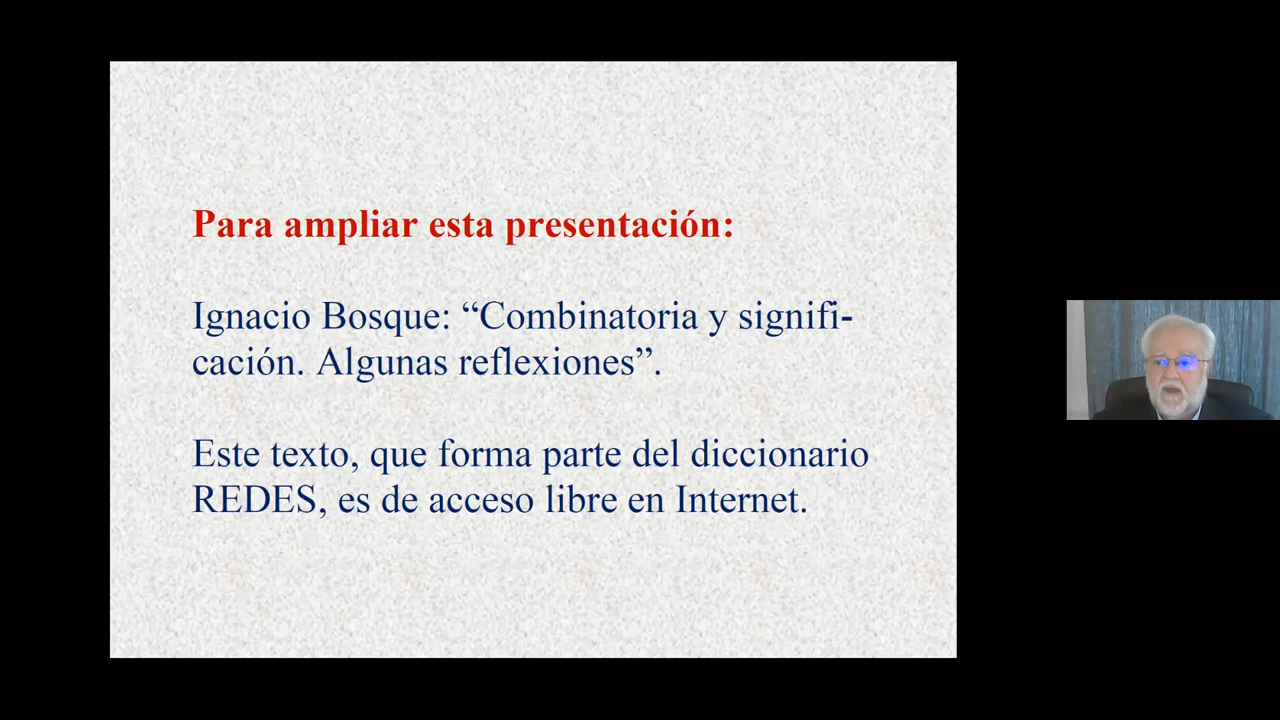 Para ampliar esta presentación:
Ignacio Bosque: “Combinatoria y signifi-
cación. Algunas reflexiones”.
Este texto, que forma parte del diccionario
REDES, es de acceso libre en Internet.